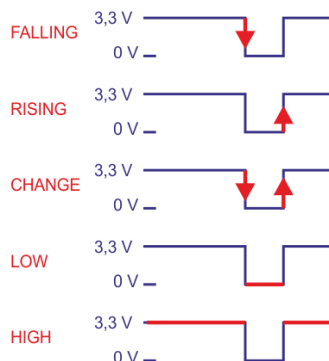 3,3 V
FALLING
0 V
3,3 V
RISING
0 V
3,3 V
CHANGE
0 V
3,3 V
LOW
0 V
3,3 V
HIGH
0 V